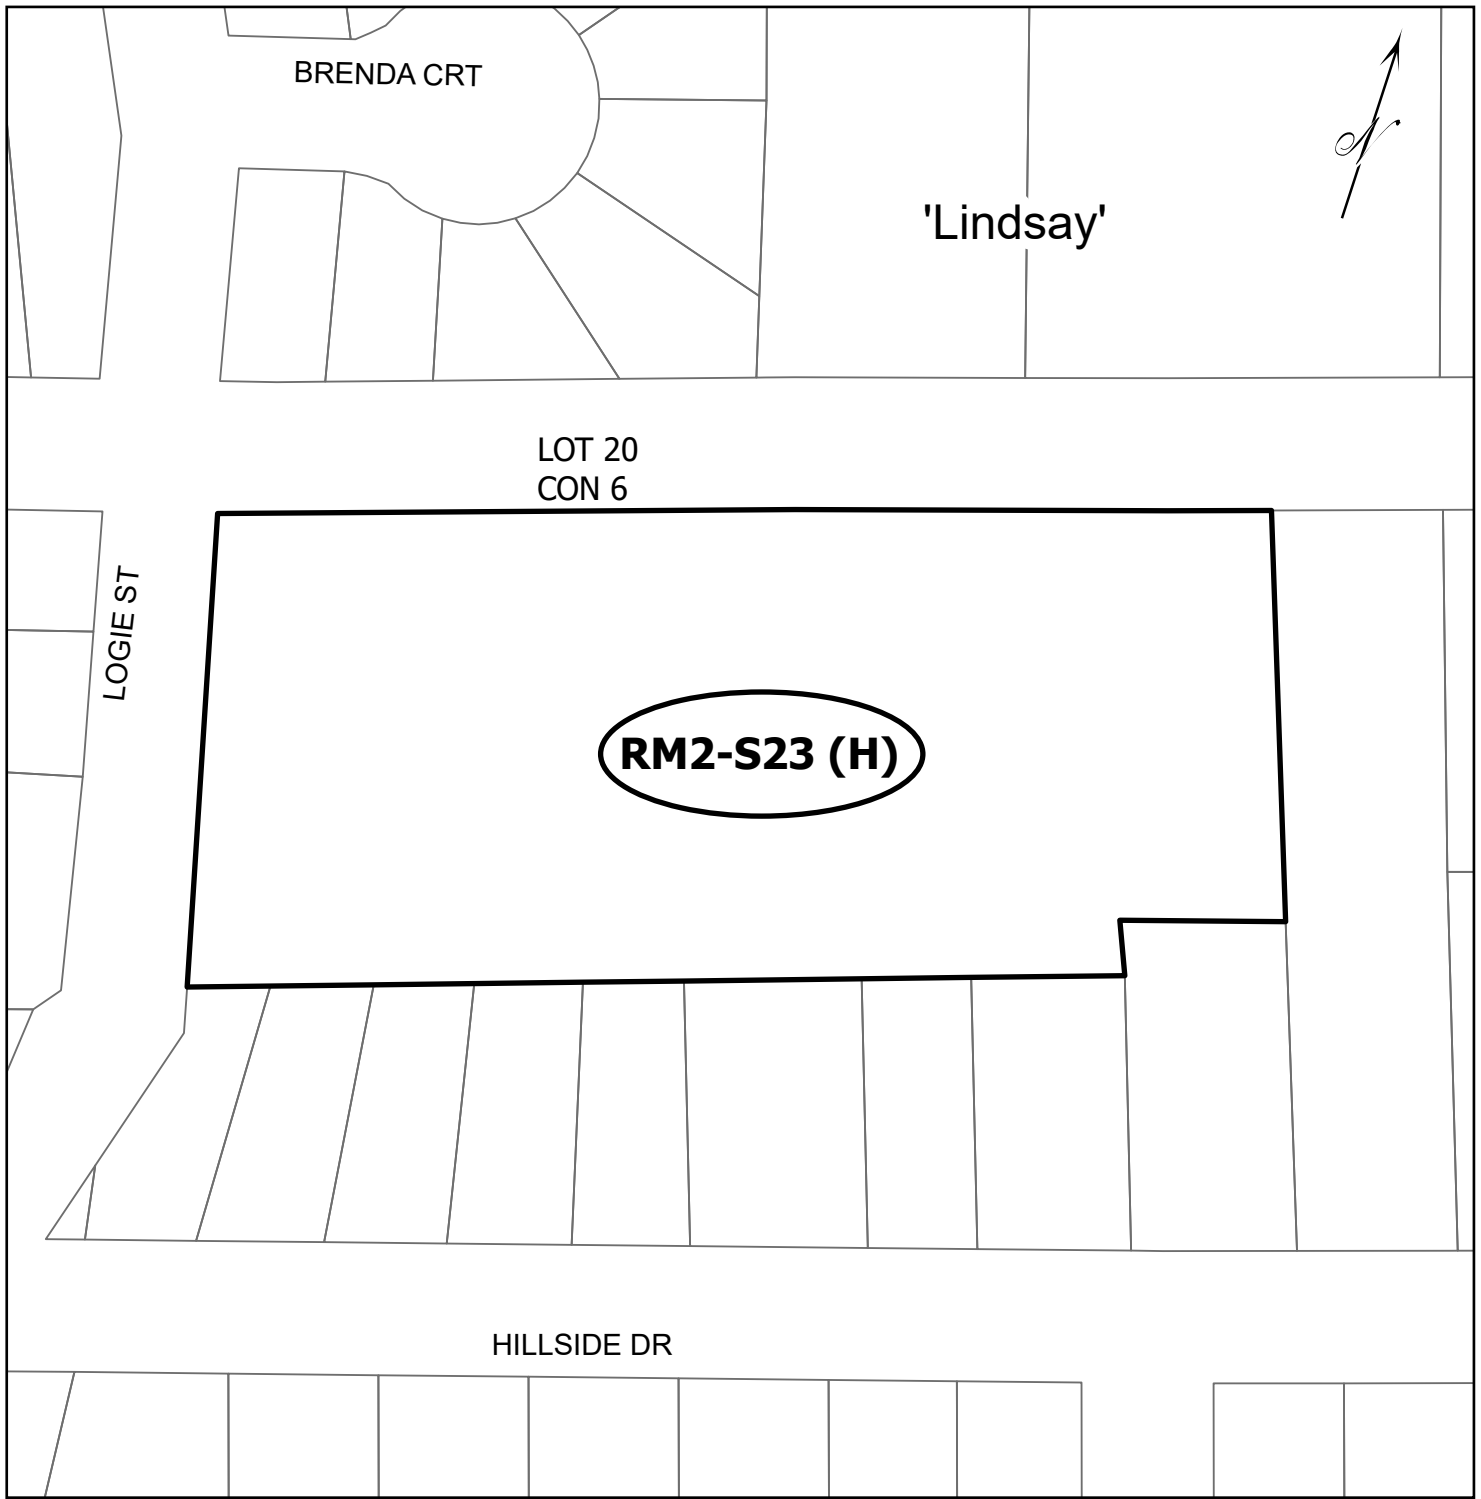 BRENDA CRT
'Lindsay'
LOT 20
CON 6
LOGIE ST
RM2-S23 (H)
HILLSIDE DR